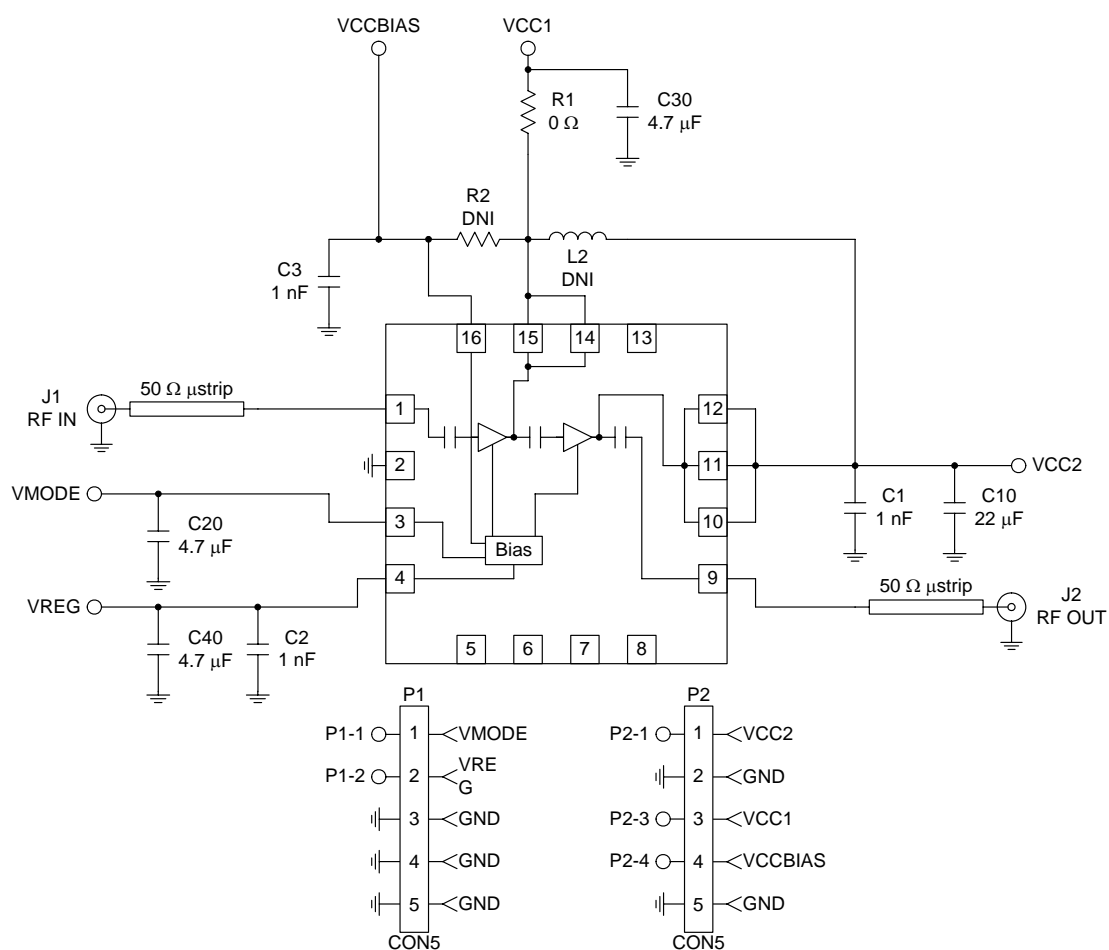 VCCBIAS
VCC1
R1
0 Ω
C30
4.7 μF
R2
DNI
L2
DNI
C3
1 nF
16
15
14
13
J1
RF IN
50 Ω μstrip
1
12
2
11
VCC2
VMODE
3
10
C20
4.7 μF
C1
1 nF
C10
22 μF
Bias
VREG
4
9
50 Ω μstrip
J2
RF OUT
C40
4.7 μF
C2
1 nF
5
6
7
8
P1
P1-1
1
VMODE
P1-2
2
VRE
G
3
GND
4
GND
5
GND
CON5
P2
P2-1
1
VCC2
2
GND
P2-3
3
VCC1
P2-4
4
VCCBIAS
5
GND
CON5